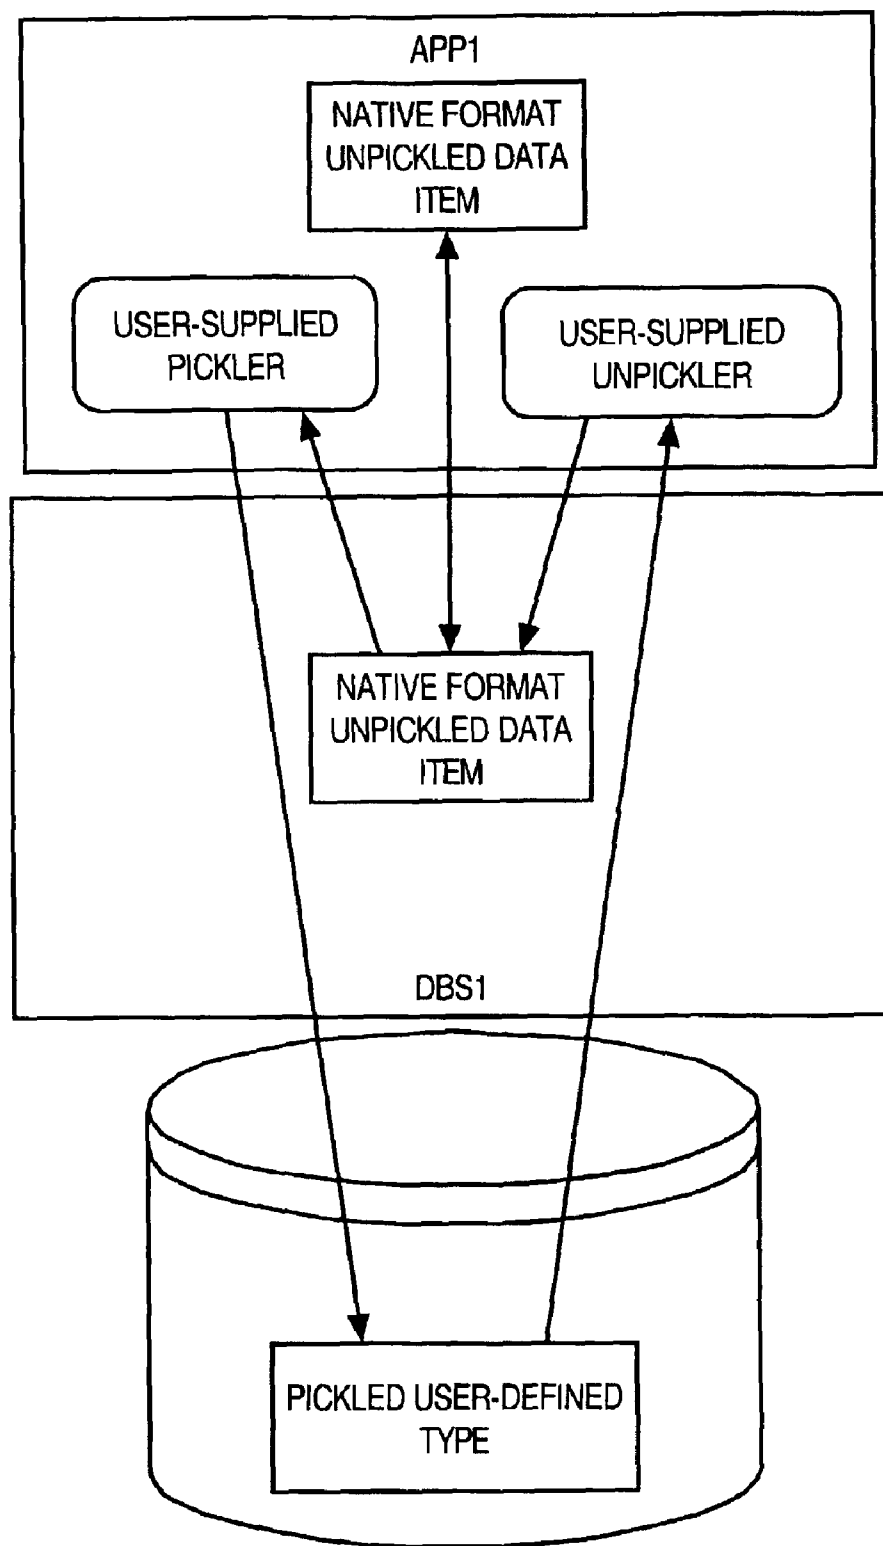 APP1
NATIVE FORMAT
UNPICKLED DATA
ITEM
USER-SUPPLIED
PICKLER
USER-SUPPLIED
UNPICKLER
NATIVE FORMAT
UNPICKLED DATA
ITEM
DBS1
PICKLED USER-DEFINED
TYPE